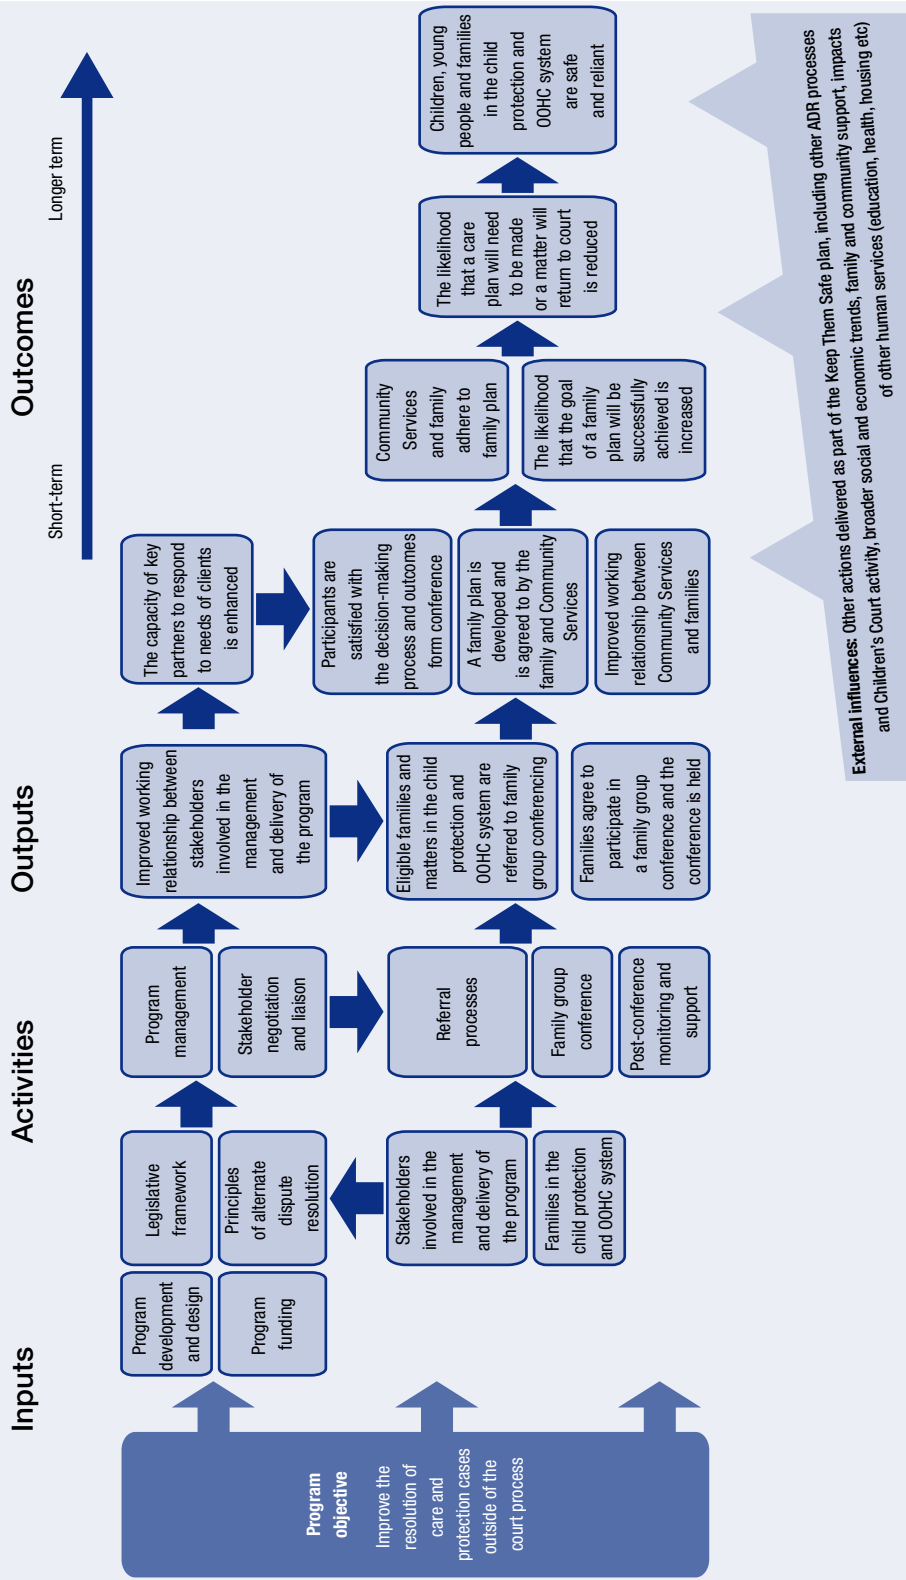 Inputs
Activities
Outputs
Outcomes
Short-term
Longer term
Program
objective
Improve the
resolution of
care and
protection cases
outside of the
court process
Program
development
and design
Program
funding
Legislative
framework
Principles
of alternate
dispute
resolution
Stakeholders
involved in the
management
and delivery of
the program
Families in the
child protection
and OOHC system
Program
management
Stakeholder
negotiation
and liaison
Referral
processes
Family group
conference
Post-conference
monitoring and
support
Improved working
relationship between
stakeholders
involved in the
management
and delivery of
the program
Eligible families and
matters in the child
protection and
OOHC system are
referred to family
group conferencing
Families agree to
participate in
a family group
conference and the
conference is held
The capacity of key
partners to respond
to needs of clients
is enhanced
Participants are
satisfied with
the decision-making
process and outcomes
form conference
A family plan is
developed and
is agreed to by the
family and Community
Services
Improved working
relationship between
Community Services
and families
Community
Services
and family
adhere to
family plan
The likelihood
that the goal
of a family
plan will be
successfully
achieved is
increased
The likelihood
that a care
plan will need
to be made
or a matter will
return to court
is reduced
Children, young
people and families
in the child
protection and
OOHC system
are safe
and reliant
External influences: Other actions delivered as part of the Keep Them Safe plan, including other ADR processes
and Children's Court activity, broader social and economic trends, family and community support, impacts
of other human services (education, health, housing etc)